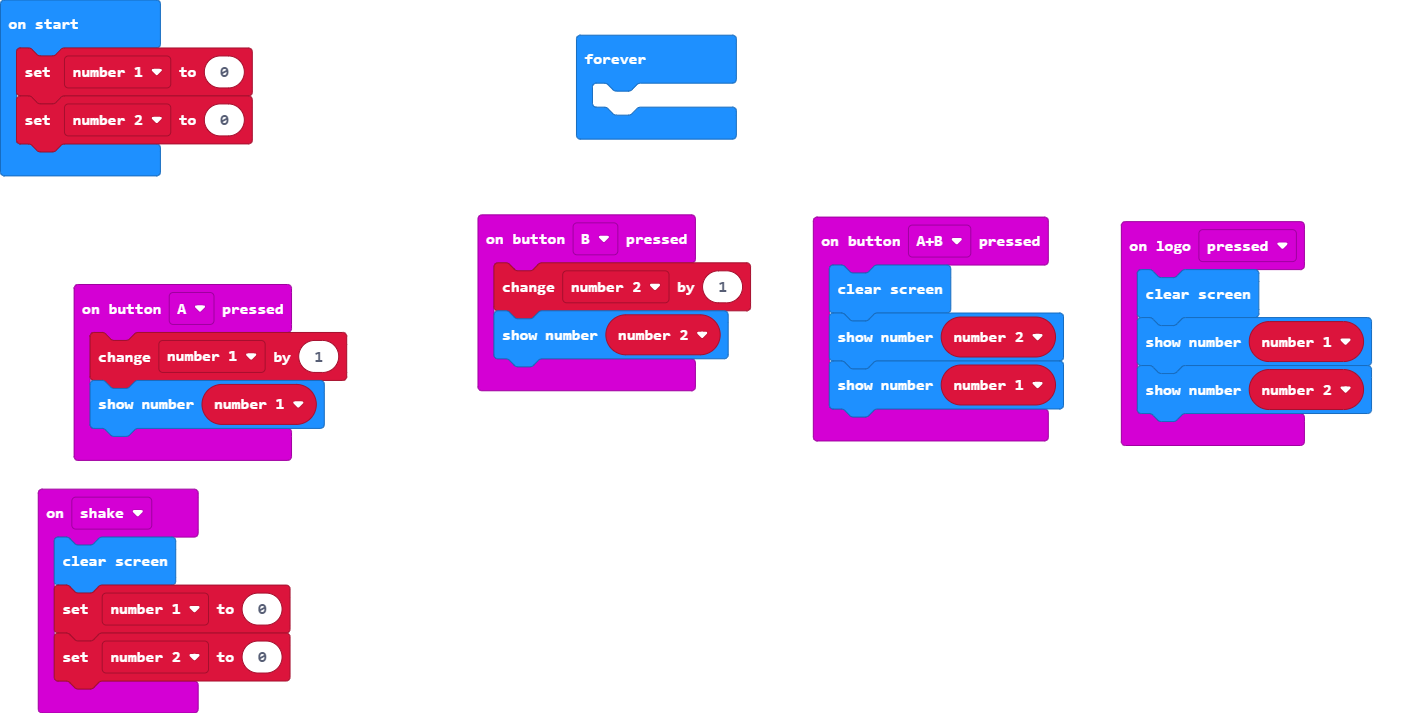 on start
set number 1 to 0
set number 2 to 0
forever
on button B pressed
change number 2 by 1
show number number 2
on button A+B pressed
clear screen
show number number 2
show number number 1
on logo pressed
clear screen
show number number 1
show number number 2
on button A pressed
change number 1 by 1
show number number 1
on shake
clear screen
set number 1 to 0
set number 2 to 0